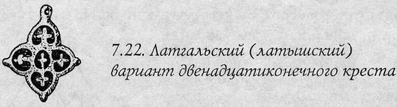 7.22. Латгальский (латышский)
вариант двенадцатиконечного креста